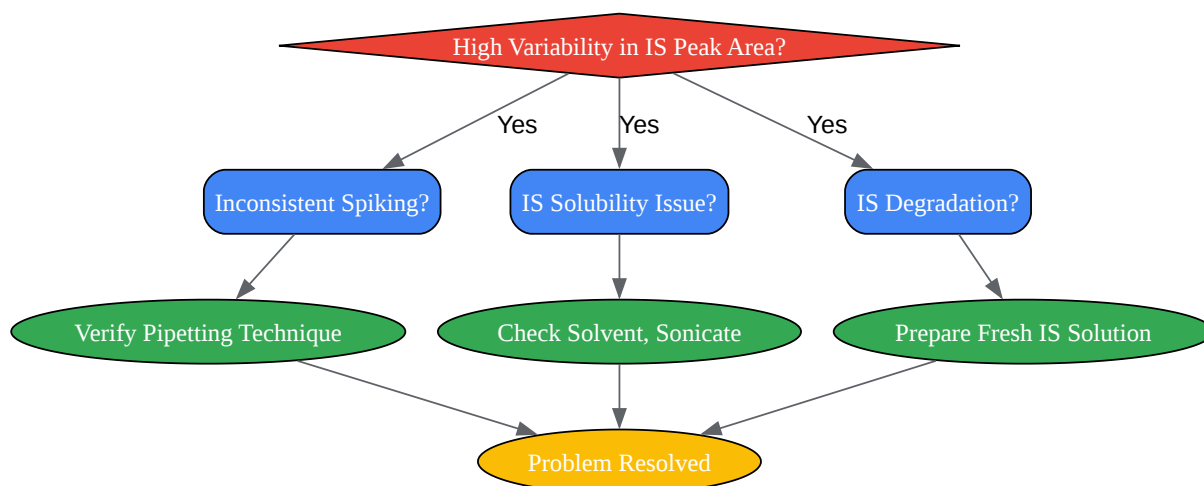 High Variability in IS Peak Area?
Yes
Yes
Yes
Inconsistent Spiking?
IS Solubility Issue?
IS Degradation?
Verify Pipetting Technique
Check Solvent, Sonicate
Prepare Fresh IS Solution
Problem Resolved